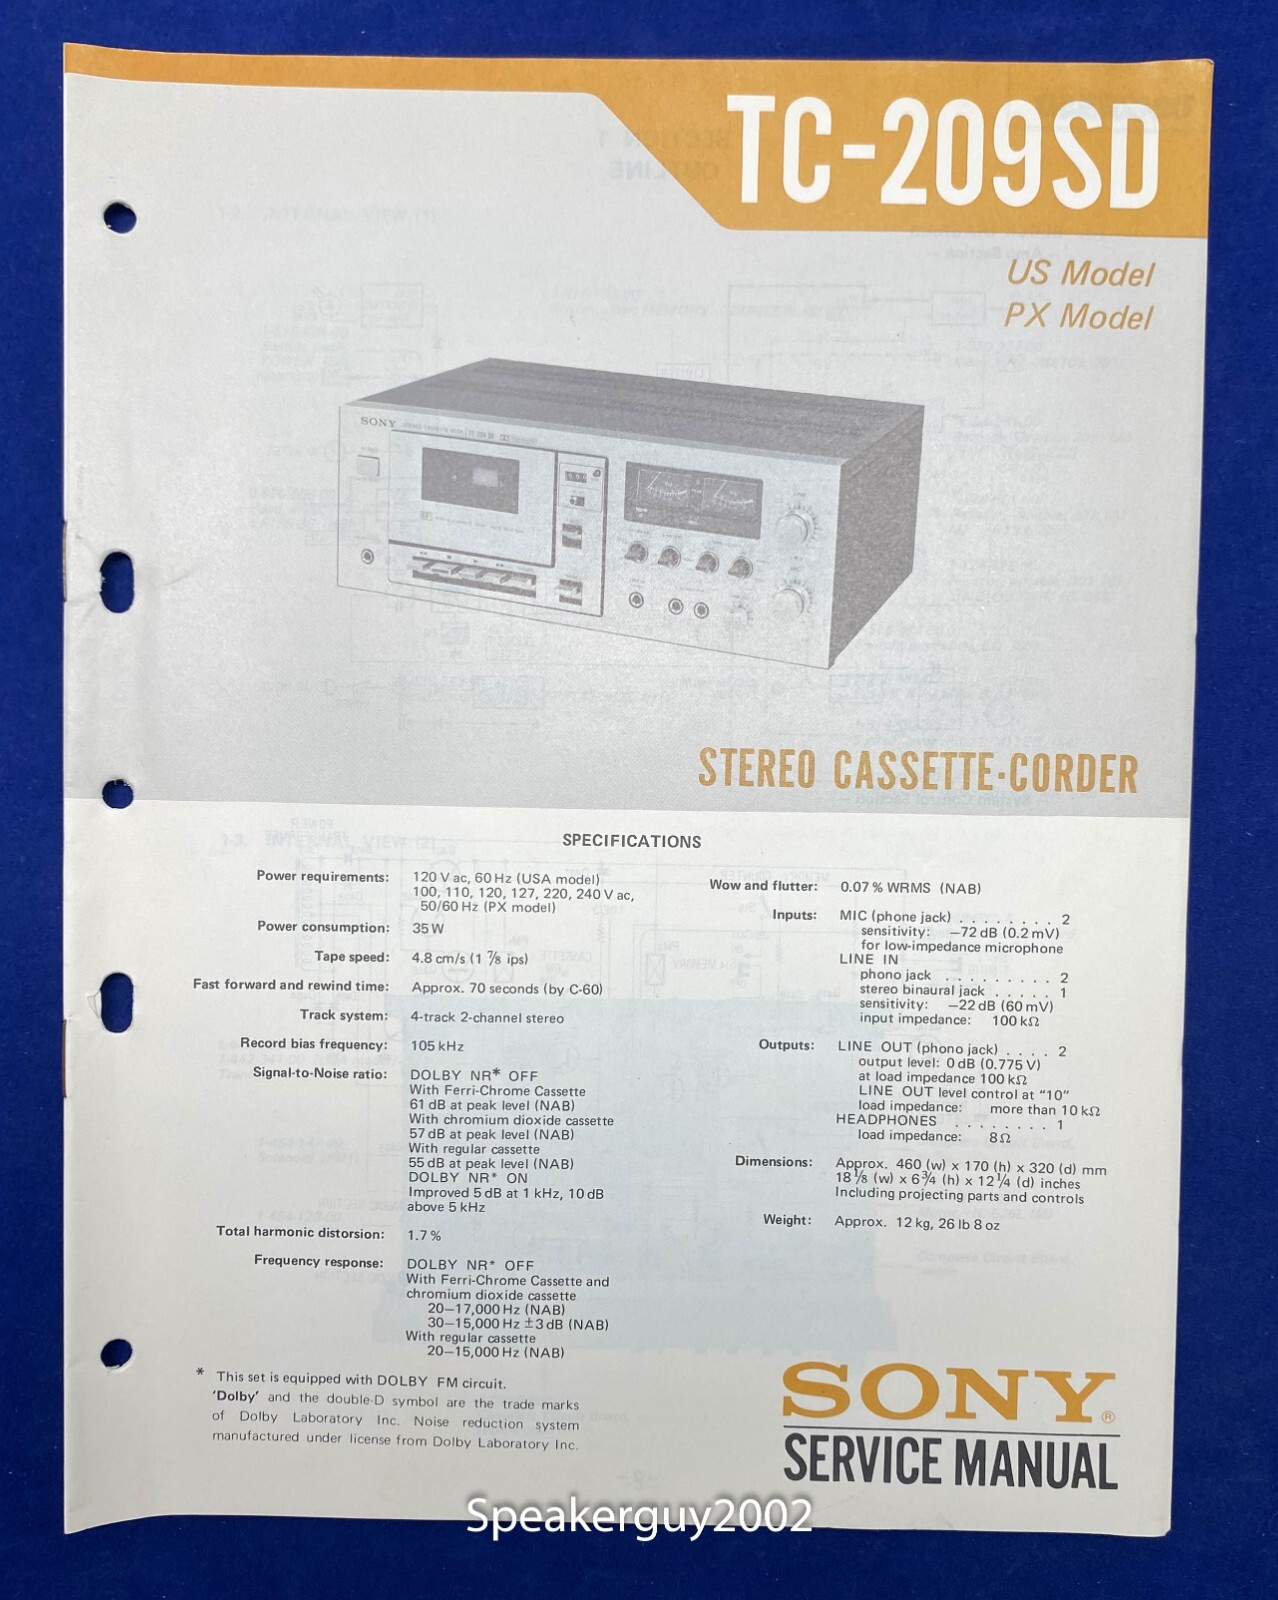 TC-209SD
US Model
PX Model
SONY
STEREO CASSETTE-CORDER
SPECIFICATIONS
Power requirements: 120 V ac, 60 Hz (USA model)
100, 110, 120, 127, 220, 240 V ac,
50/60 Hz (PX model)
Power consumption: 35 W
Tape speed: 4.8 cm/s (1 7/8 ips)
Fast forward and rewind time: Approx. 70 seconds (by C-60)
Track system: 4-track 2-channel stereo
Record bias frequency: 105 kHz
Signal-to-Noise ratio: DOLBY NR* OFF
With Ferri-Chrome Cassette
61 dB at peak level (NAB)
With chromium dioxide cassette
57 dB at peak level (NAB)
With regular cassette
55 dB at peak level (NAB)
DOLBY NR* ON
Improved 5 dB at 1 kHz, 10 dB
above 5 kHz
Total harmonic distorsion: 1.7 %
Frequency response: DOLBY NR* OFF
With Ferri-Chrome Cassette and
chromium dioxide cassette
20—17,000 Hz (NAB)
30—15,000 Hz ±3 dB (NAB)
With regular cassette
20—15,000 Hz (NAB)
* This set is equipped with DOLBY FM circuit.
'Dolby' and the double-D symbol are the trade marks
of Dolby Laboratory Inc. Noise reduction system
manufactured under license from Dolby Laboratory Inc.
Wow and flutter: 0.07 % WRMS (NAB)
Inputs: MIC (phone jack) . . . . . . . . 2
sensitivity: —72 dB (0.2 mV)
for low-impedance microphone
LINE IN
phono jack . . . . . . . . . . 2
stereo binaural jack . . . . . 1
sensitivity: —22 dB (60 mV)
input impedance: 100 kΩ
Outputs: LINE OUT (phono jack) . . . . 2
output level: 0 dB (0.775 V)
at load impedance 100 kΩ
LINE OUT level control at "10"
load impedance: more than 10 kΩ
HEADPHONES . . . . . . . . 1
load impedance: 8 Ω
Dimensions: Approx. 460 (w) x 170 (h) x 320 (d) mm
18 1/8 (w) x 6 3/4 (h) x 12 1/4 (d) inches
Including projecting parts and controls
Weight: Approx. 12 kg, 26 lb 8 oz
SONY®
SERVICE MANUAL
Speakerguy2002